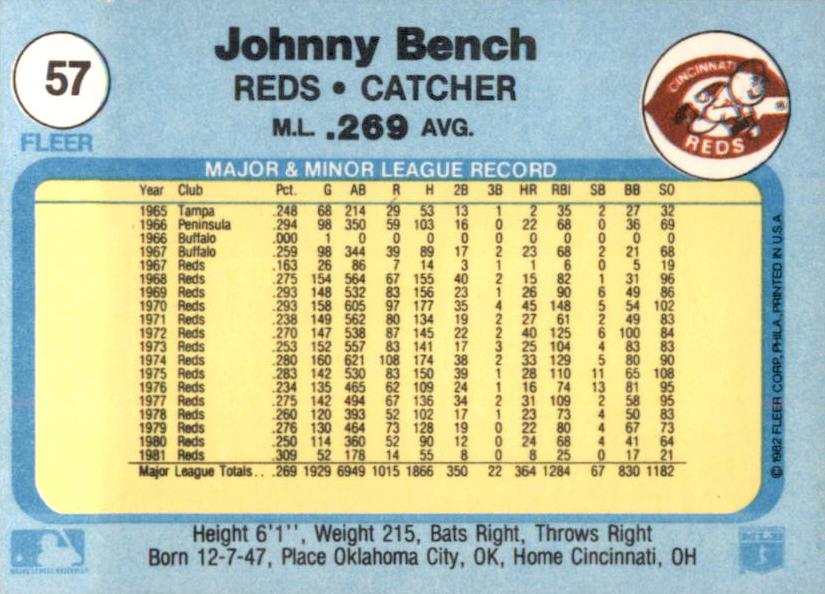 57
FLEER
Johnny Bench
REDS • CATCHER
M.L. .269 AVG.
CINCINNATI
REDS
®
MAJOR & MINOR LEAGUE RECORD
Year Club Pct. G AB R H 2B 3B HR RBI SB BB SO
1965 Tampa .248 68 214 29 53 13 1 2 35 2 27 32
1966 Peninsula .294 98 350 59 103 16 0 22 68 0 36 69
1966 Buffalo .000 1 0 0 0 0 0 0 0 0 0 0
1967 Buffalo .259 98 344 39 89 17 2 23 68 2 21 68
1967 Reds .163 26 86 7 14 3 1 1 6 0 5 19
1968 Reds .275 154 564 67 155 40 2 15 82 1 31 96
1969 Reds .293 148 532 83 156 23 1 26 90 6 49 86
1970 Reds .293 158 605 97 177 35 4 45 148 5 54 102
1971 Reds .238 149 562 80 134 19 2 27 61 2 49 83
1972 Reds .270 147 538 87 145 22 2 40 125 6 100 84
1973 Reds .253 152 557 83 141 17 3 25 104 4 83 83
1974 Reds .280 160 621 108 174 38 2 33 129 5 80 90
1975 Reds .283 142 530 83 150 39 1 28 110 11 65 108
1976 Reds .234 135 465 62 109 24 1 16 74 13 81 95
1977 Reds .275 142 494 67 136 34 2 31 109 2 58 95
1978 Reds .260 120 393 52 102 17 1 23 73 4 50 83
1979 Reds .276 130 464 73 128 19 0 22 80 4 67 73
1980 Reds .250 114 360 52 90 12 0 24 68 4 41 64
1981 Reds .309 52 178 14 55 8 0 8 25 0 17 21
Major League Totals . . .269 1929 6949 1015 1866 350 22 364 1284 67 830 1182
© 1982 FLEER CORP., PHILA., PRINTED IN U.S.A.
Height 6'1'', Weight 215, Bats Right, Throws Right
Born 12-7-47, Place Oklahoma City, OK, Home Cincinnati, OH